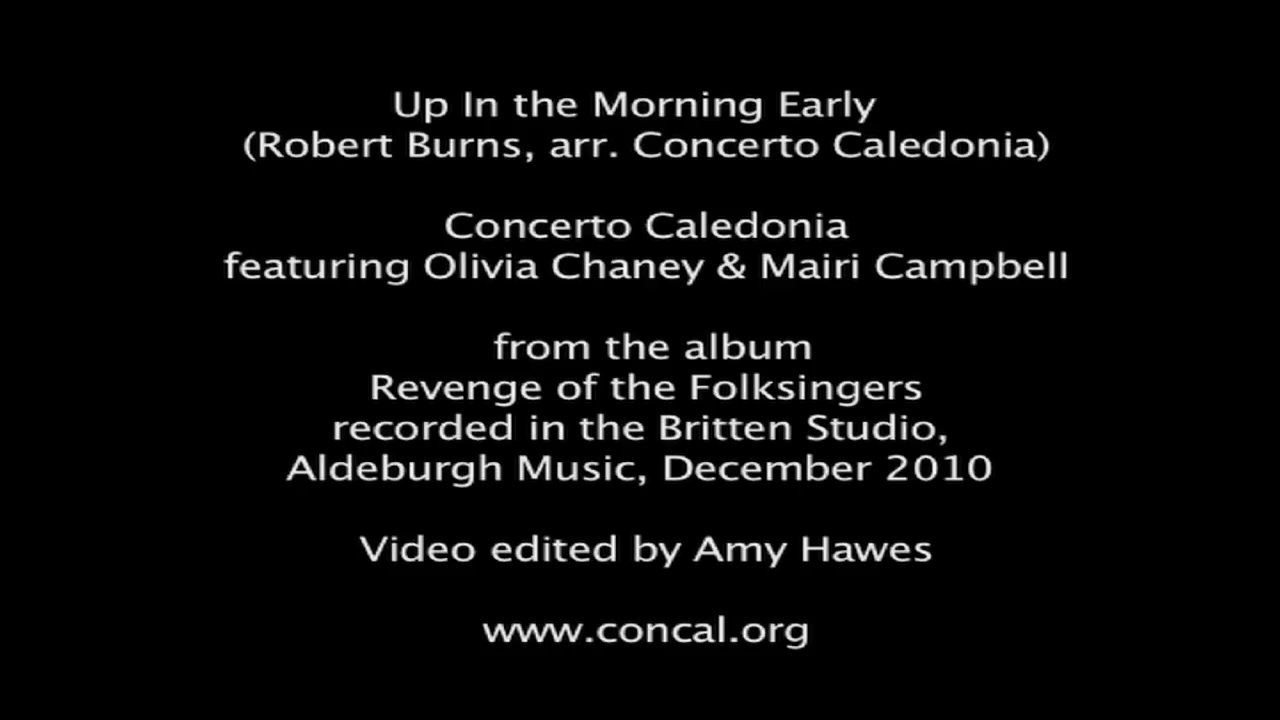 Up In the Morning Early
(Robert Burns, arr. Concerto Caledonia)
Concerto Caledonia
featuring Olivia Chaney & Mairi Campbell
from the album
Revenge of the Folksingers
recorded in the Britten Studio,
Aldeburgh Music, December 2010
Video edited by Amy Hawes
www.concal.org